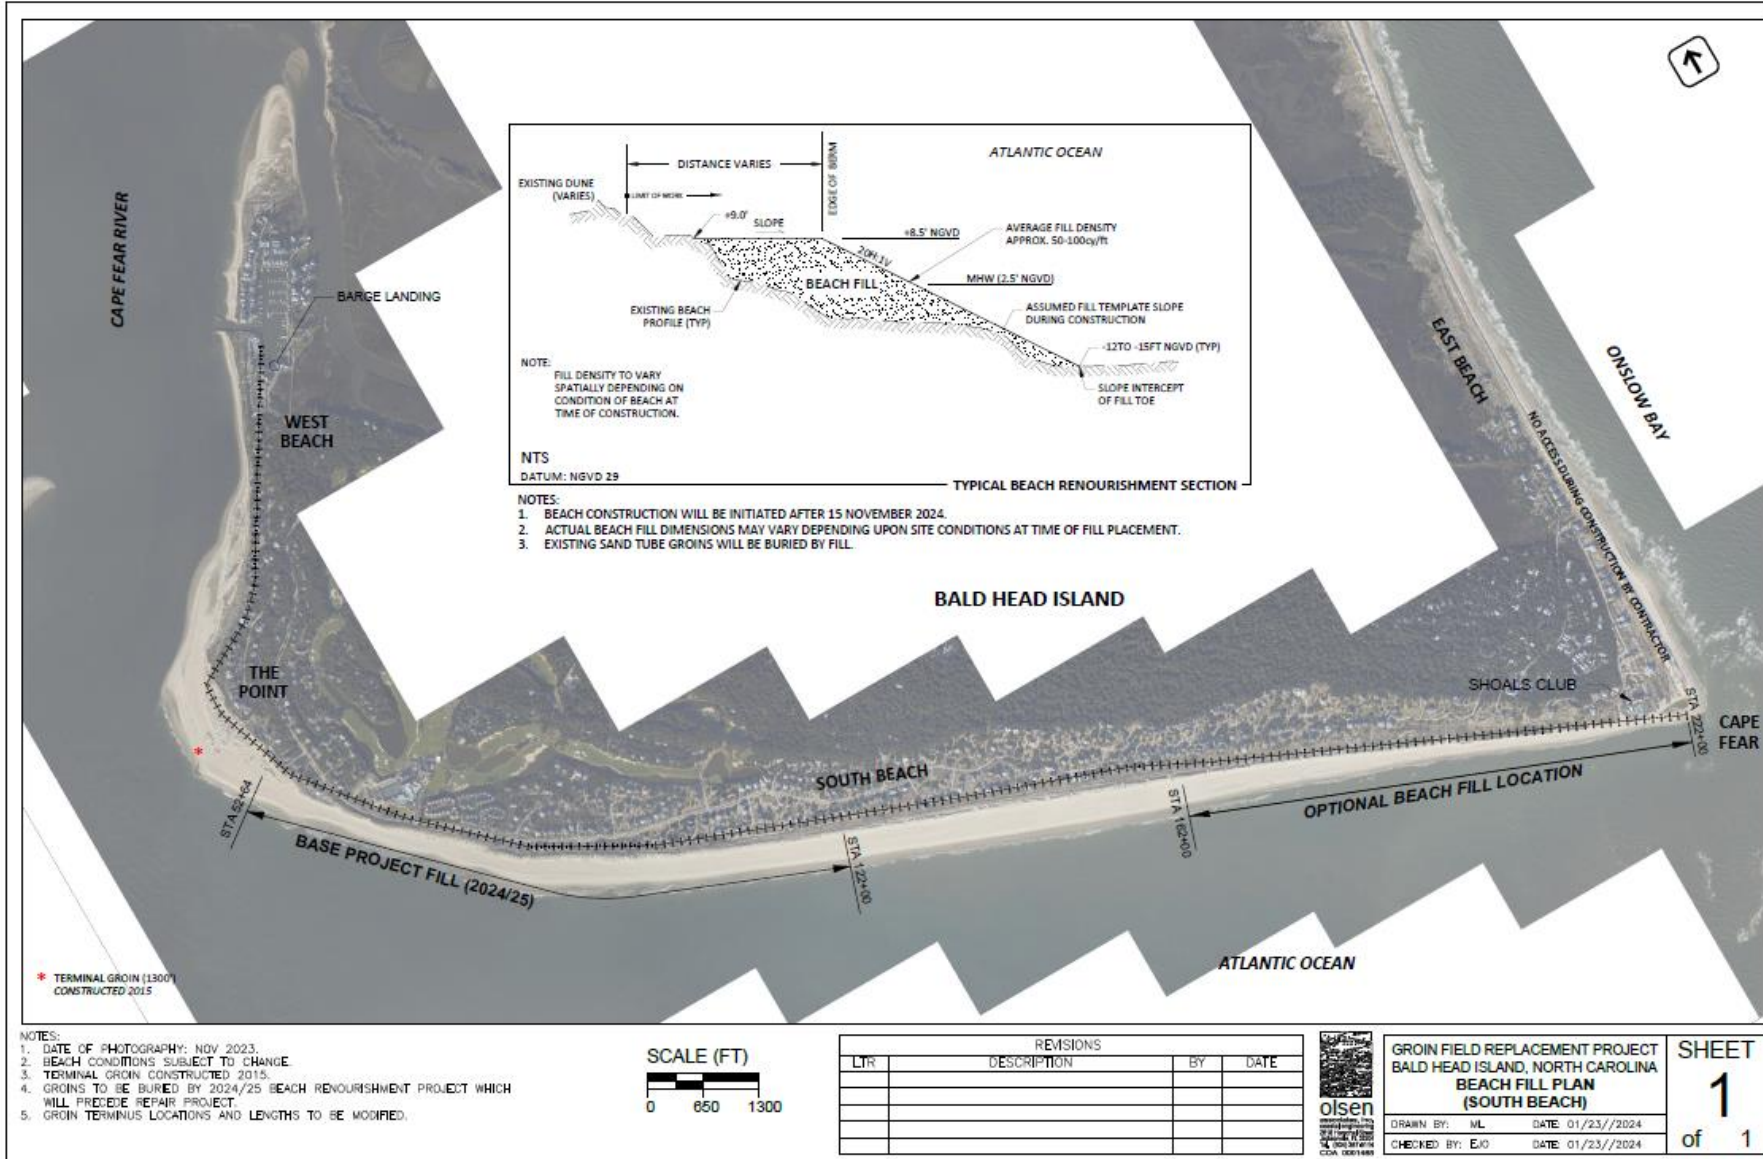 CAPE FEAR RIVER
BARGE LANDING
WEST
BEACH
THE
POINT
ATLANTIC OCEAN
DISTANCE VARIES
EDGE OF BERM
EXISTING DUNE
(VARIES)
LIMIT OF WORK
+9.0'
SLOPE
+8.5' NGVD
20H:1V
AVERAGE FILL DENSITY
APPROX. 50-100cy/ft
MHW (2.5' NGVD)
BEACH FILL
EXISTING BEACH
PROFILE (TYP)
ASSUMED FILL TEMPLATE SLOPE
DURING CONSTRUCTION
-12TO -15FT NGVD (TYP)
SLOPE INTERCEPT
OF FILL TOE
NOTE:
FILL DENSITY TO VARY
SPATIALLY DEPENDING ON
CONDITION OF BEACH AT
TIME OF CONSTRUCTION.
NTS
DATUM: NGVD 29
TYPICAL BEACH RENOURISHMENT SECTION
NOTES:
1. BEACH CONSTRUCTION WILL BE INITIATED AFTER 15 NOVEMBER 2024.
2. ACTUAL BEACH FILL DIMENSIONS MAY VARY DEPENDING UPON SITE CONDITIONS AT TIME OF FILL PLACEMENT.
3. EXISTING SAND TUBE GROINS WILL BE BURIED BY FILL.
BALD HEAD ISLAND
EAST BEACH
ONSLOW BAY
NO ACCESS DURING CONSTRUCTION BY CONTRACTOR
SHOALS CLUB
STA 222+00
CAPE
FEAR
SOUTH BEACH
OPTIONAL BEACH FILL LOCATION
STA 162+00
STA 122+00
STA 52+64
BASE PROJECT FILL (2024/25)
ATLANTIC OCEAN
* TERMINAL GROIN (1300')
CONSTRUCTED 2015
NOTES:
1. DATE OF PHOTOGRAPHY: NOV 2023.
2. BEACH CONDITIONS SUBJECT TO CHANGE.
3. TERMINAL GROIN CONSTRUCTED 2015.
4. GROINS TO BE BURIED BY 2024/25 BEACH RENOURISHMENT PROJECT WHICH
WILL PRECEDE REPAIR PROJECT.
5. GROIN TERMINUS LOCATIONS AND LENGTHS TO BE MODIFIED.
SCALE (FT)
0 650 1300
REVISIONS
LTR DESCRIPTION BY DATE
olsen
GROIN FIELD REPLACEMENT PROJECT
BALD HEAD ISLAND, NORTH CAROLINA
BEACH FILL PLAN
(SOUTH BEACH)
DRAWN BY: ML DATE: 01/23//2024
CHECKED BY: EJO DATE: 01/23//2024
SHEET
1
of 1